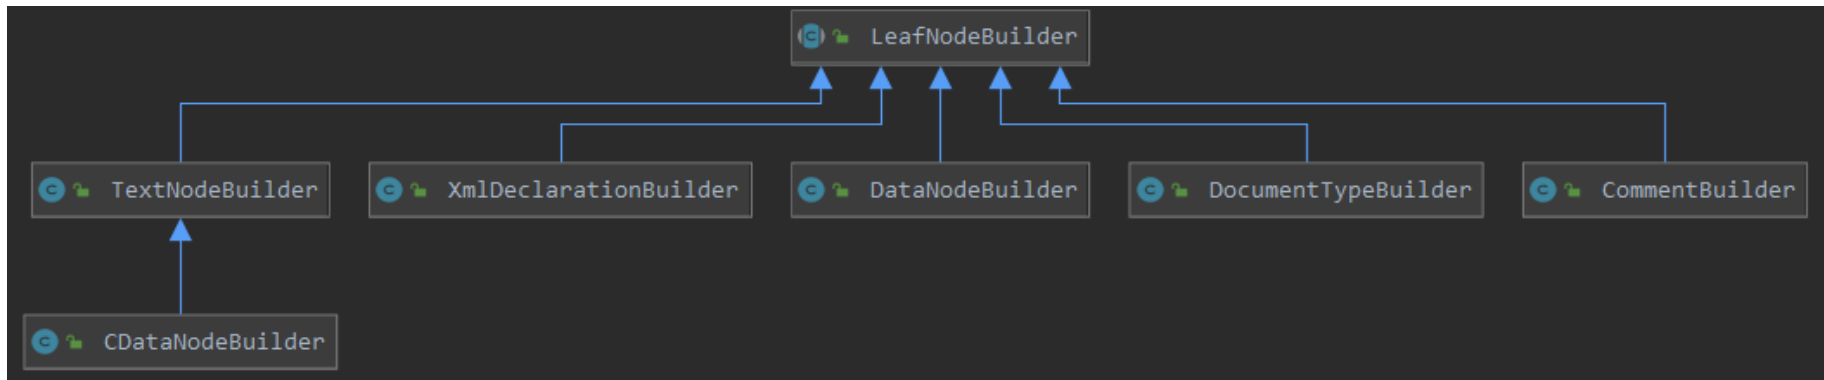 LeafNodeBuilder
TextNodeBuilder
XmlDeclarationBuilder
DataNodeBuilder
DocumentTypeBuilder
CommentBuilder
CDataNodeBuilder